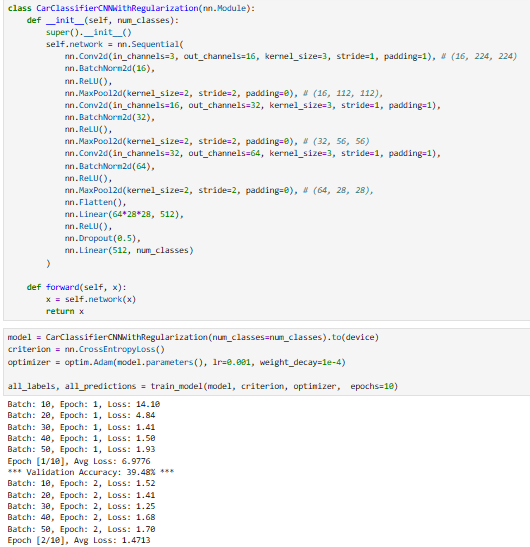 class CarClassifierCNNWithRegularization(nn.Module):
    def __init__(self, num_classes):
        super().__init__()
        self.network = nn.Sequential(
            nn.Conv2d(in_channels=3, out_channels=16, kernel_size=3, stride=1, padding=1), # (16, 224, 224)
            nn.BatchNorm2d(16),
            nn.ReLU(),
            nn.MaxPool2d(kernel_size=2, stride=2, padding=0), # (16, 112, 112),
            nn.Conv2d(in_channels=16, out_channels=32, kernel_size=3, stride=1, padding=1),
            nn.BatchNorm2d(32),
            nn.ReLU(),
            nn.MaxPool2d(kernel_size=2, stride=2, padding=0), # (32, 56, 56)
            nn.Conv2d(in_channels=32, out_channels=64, kernel_size=3, stride=1, padding=1),
            nn.BatchNorm2d(64),
            nn.ReLU(),
            nn.MaxPool2d(kernel_size=2, stride=2, padding=0), # (64, 28, 28),
            nn.Flatten(),
            nn.Linear(64*28*28, 512),
            nn.ReLU(),
            nn.Dropout(0.5),
            nn.Linear(512, num_classes)
        )
    def forward(self, x):
        x = self.network(x)
        return x
model = CarClassifierCNNWithRegularization(num_classes=num_classes).to(device)
criterion = nn.CrossEntropyLoss()
optimizer = optim.Adam(model.parameters(), lr=0.001, weight_decay=1e-4)
all_labels, all_predictions = train_model(model, criterion, optimizer,  epochs=10)
Batch: 10, Epoch: 1, Loss: 14.10
Batch: 20, Epoch: 1, Loss: 4.84
Batch: 30, Epoch: 1, Loss: 1.41
Batch: 40, Epoch: 1, Loss: 1.50
Batch: 50, Epoch: 1, Loss: 1.93
Epoch [1/10], Avg Loss: 6.9776
*** Validation Accuracy: 39.48% ***
Batch: 10, Epoch: 2, Loss: 1.52
Batch: 20, Epoch: 2, Loss: 1.41
Batch: 30, Epoch: 2, Loss: 1.25
Batch: 40, Epoch: 2, Loss: 1.68
Batch: 50, Epoch: 2, Loss: 1.70
Epoch [2/10], Avg Loss: 1.4713